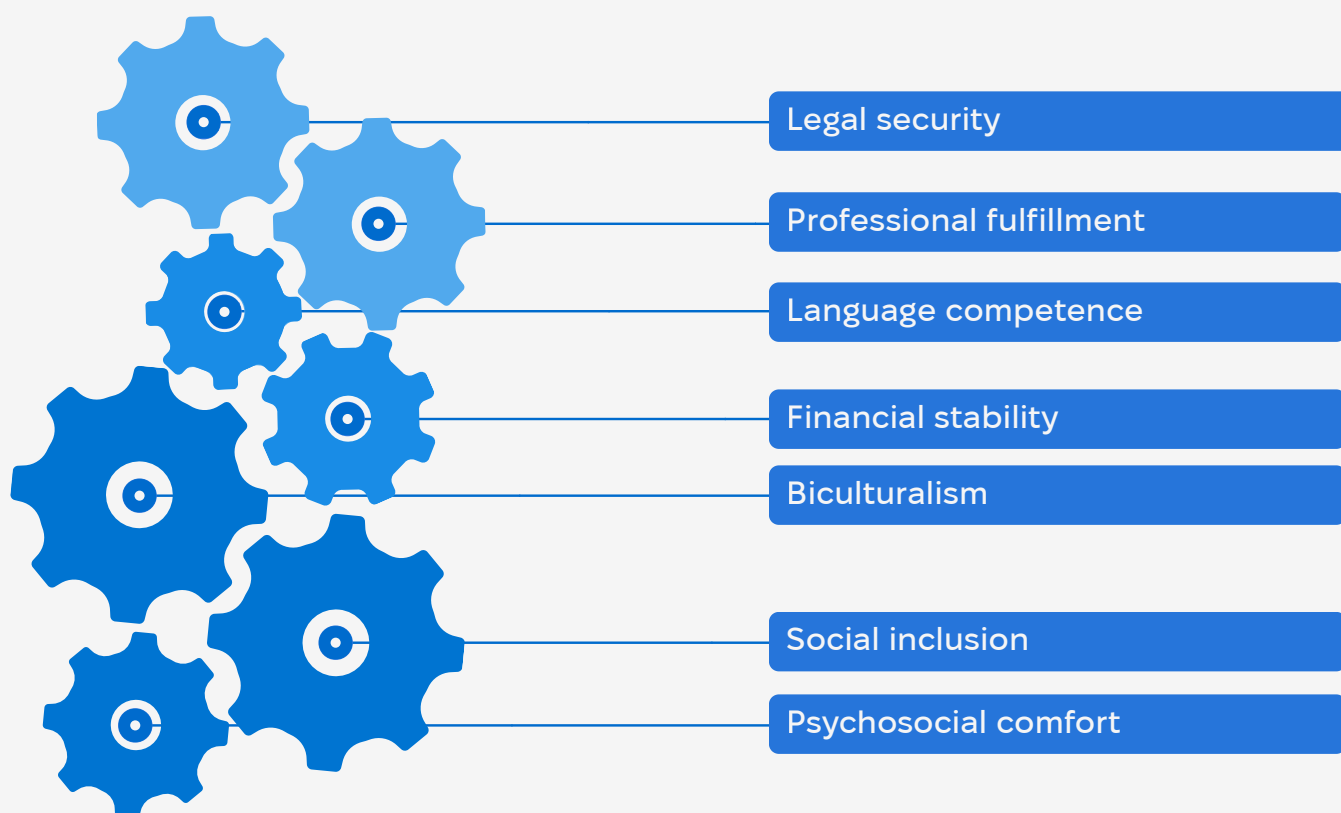 Legal security
Professional fulfillment
Language competence
Financial stability
Biculturalism
Social inclusion
Psychosocial comfort